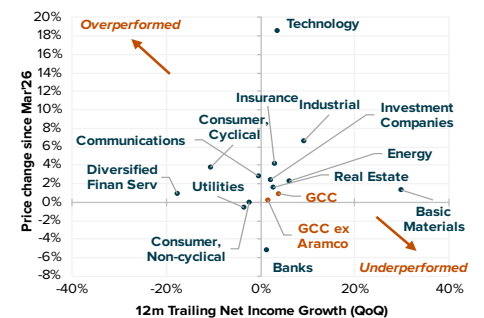 20%
18%
16%
14%
12%
10%
8%
6%
4%
2%
0%
-2%
-4%
-6%
-8%
Price change since Mar'26
Overperformed
Technology
Insurance
Industrial
Investment
Companies
Consumer,
Cyclical
Communications
Energy
Diversified
Finan Serv
Utilities
Real Estate
GCC
Basic
Materials
GCC ex
Aramco
Consumer,
Non-cyclical
Banks
Underperformed
-40%
-20%
0%
20%
40%
12m Trailing Net Income Growth (QoQ)